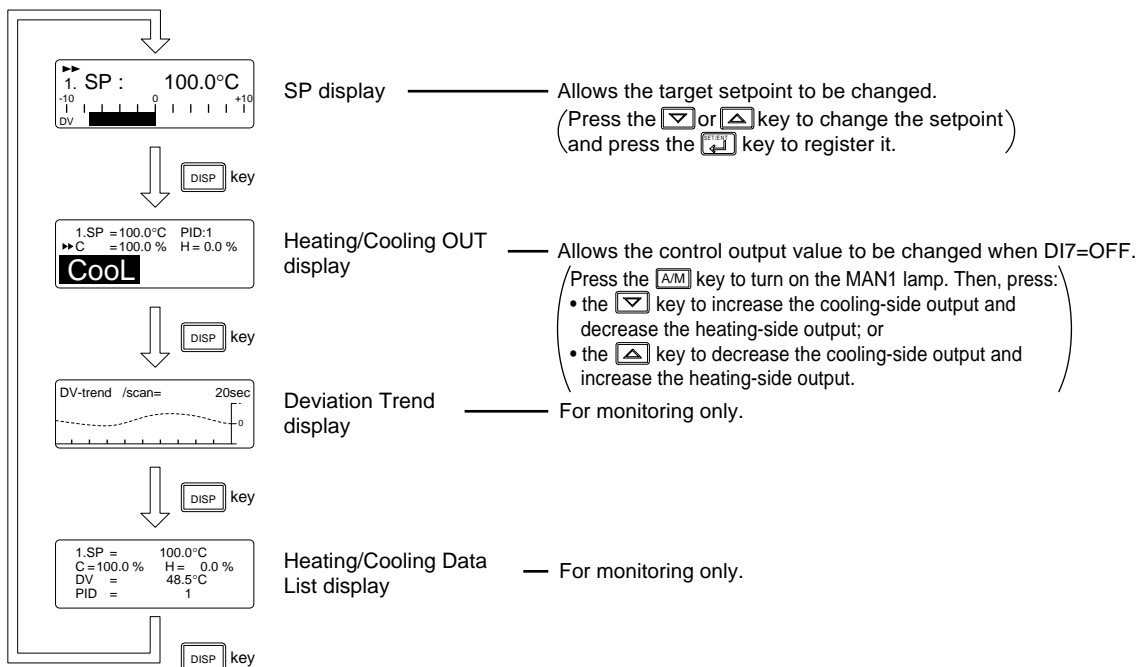 ▶▶
1. SP : 100.0°C
-10 0 +10
DV
SP display
Allows the target setpoint to be changed.
(Press the ▽ or △ key to change the setpoint
and press the SET/ENT key to register it.)
DISP key
1.SP =100.0°C PID:1
▶▶C =100.0 % H = 0.0 %
CooL
Heating/Cooling OUT
display
Allows the control output value to be changed when DI7=OFF.
(Press the A/M key to turn on the MAN1 lamp. Then, press:
• the ▽ key to increase the cooling-side output and
decrease the heating-side output; or
• the △ key to decrease the cooling-side output and
increase the heating-side output.)
DISP key
DV-trend /scan= 20sec
0
Deviation Trend
display
For monitoring only.
DISP key
1.SP = 100.0°C
C=100.0 % H = 0.0 %
DV = 48.5°C
PID = 1
Heating/Cooling Data
List display
For monitoring only.
DISP key